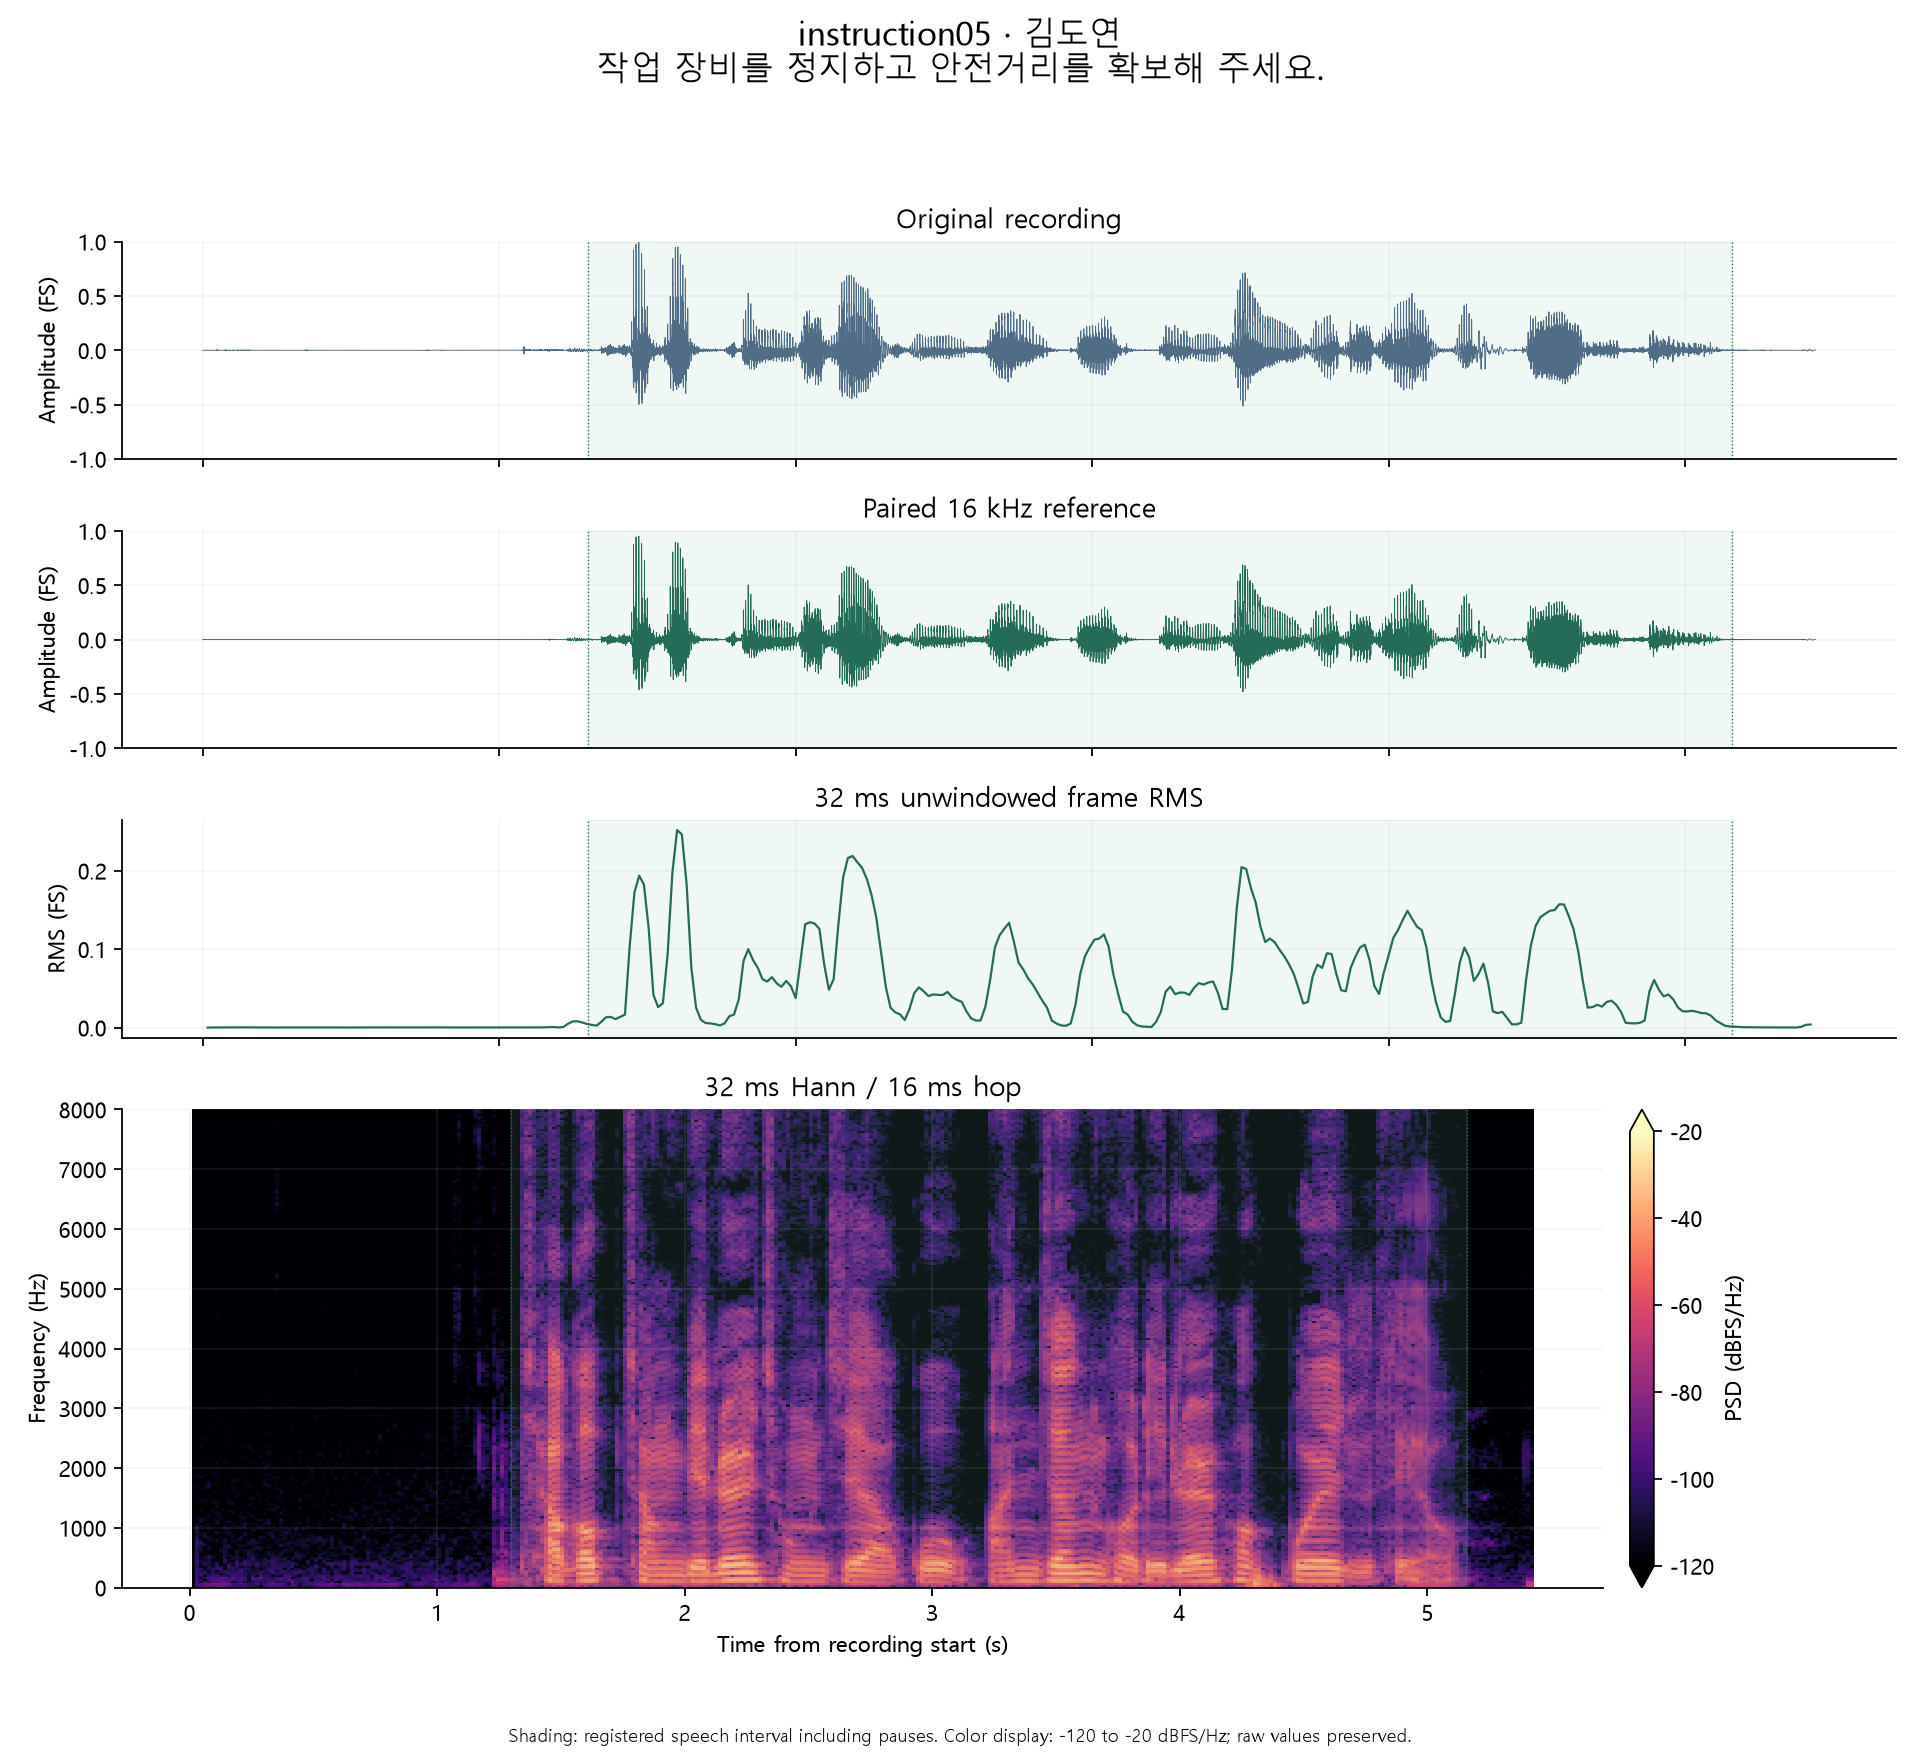 instruction05 · 김도연
작업 장비를 정지하고 안전거리를 확보해 주세요.
Original recording
Amplitude (FS)
1.0
0.5
0.0
-0.5
-1.0
Paired 16 kHz reference
Amplitude (FS)
1.0
0.5
0.0
-0.5
-1.0
32 ms unwindowed frame RMS
RMS (FS)
0.2
0.1
0.0
32 ms Hann / 16 ms hop
Frequency (Hz)
8000
7000
6000
5000
4000
3000
2000
1000
0
0 1 2 3 4 5
Time from recording start (s)
-20
-40
-60
-80
-100
-120
PSD (dBFS/Hz)
Shading: registered speech interval including pauses. Color display: -120 to -20 dBFS/Hz; raw values preserved.